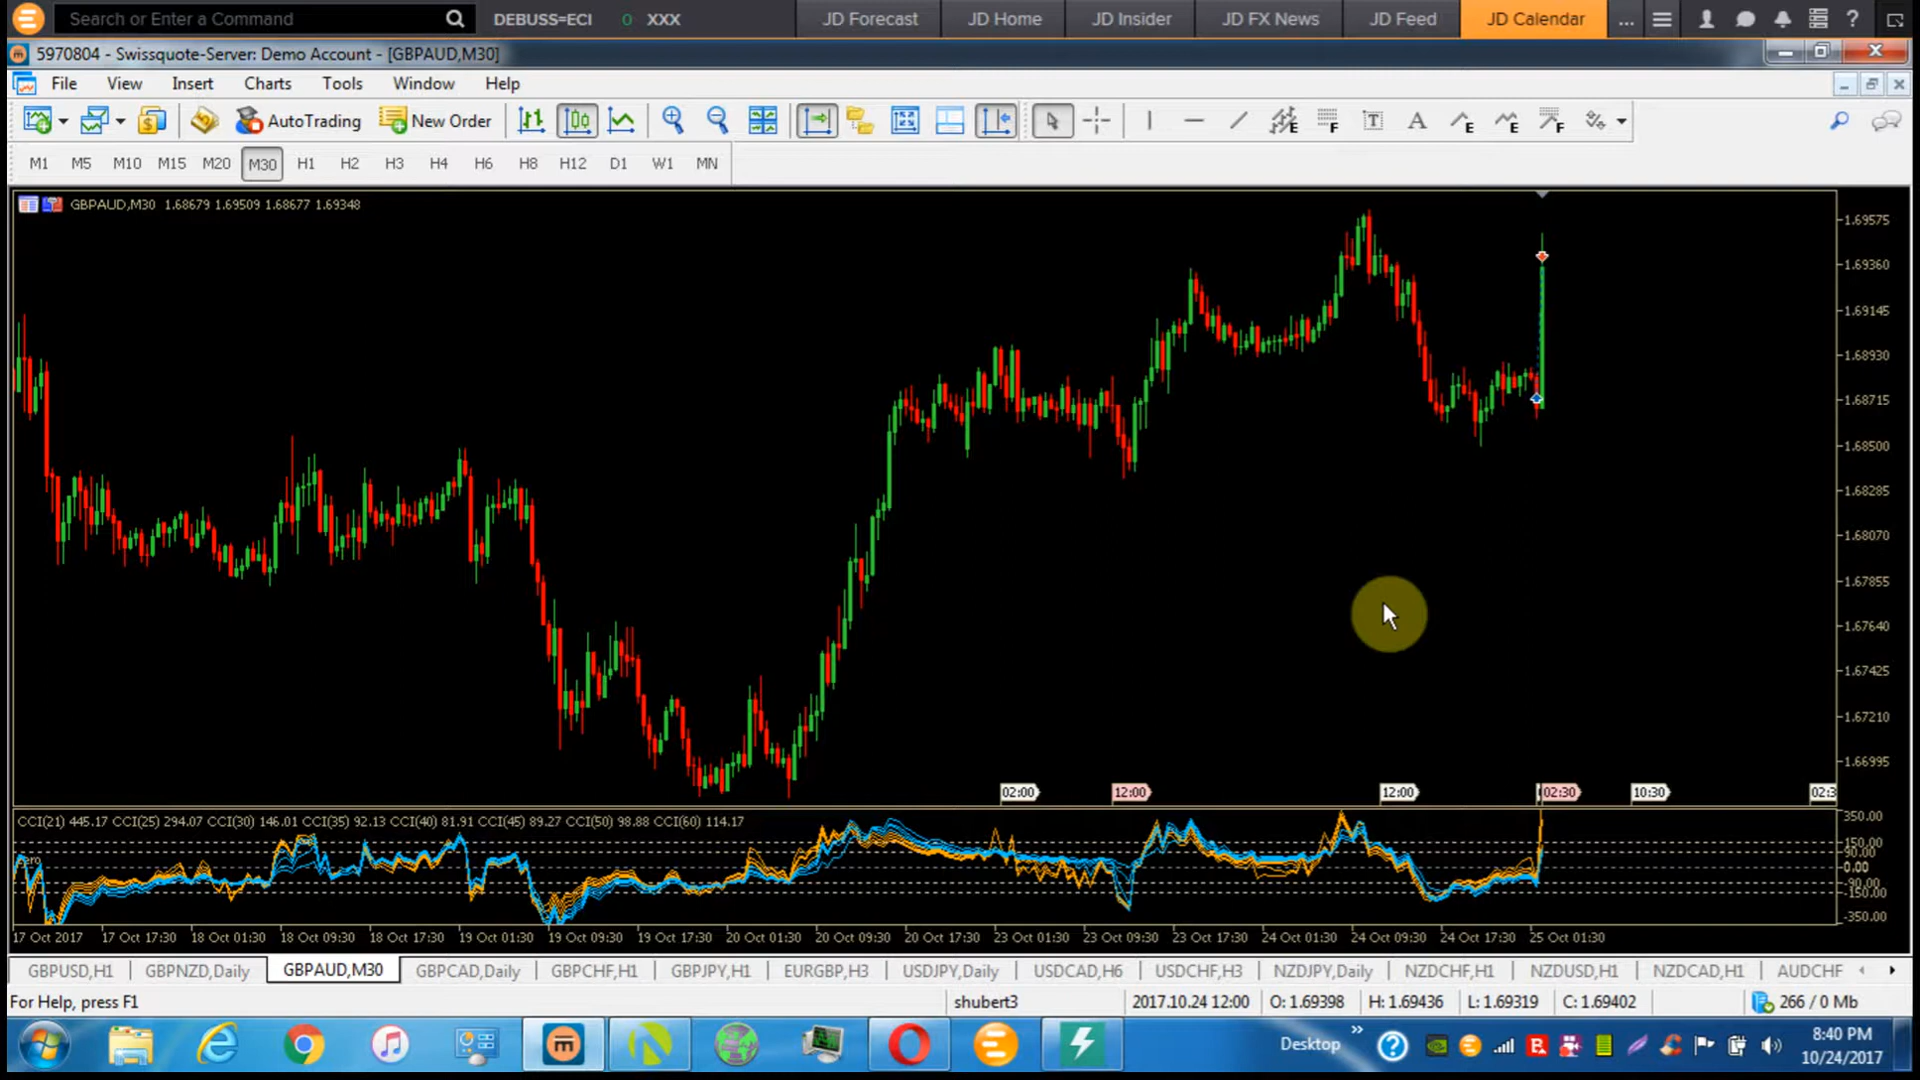 Search or Enter a Command DEBUSS=ECI 0 XXX JD Forecast JD Home JD Insider JD FX News JD Feed JD Calendar ... ?
5970804 - Swissquote-Server: Demo Account - [GBPAUD,M30]
File View Insert Charts Tools Window Help
AutoTrading New Order E F T A E E F
M1 M5 M10 M15 M20 M30 H1 H2 H3 H4 H6 H8 H12 D1 W1 MN
GBPAUD,M30 1.68679 1.69509 1.68677 1.69348
1.69575
1.69360
1.69145
1.68930
1.68715
1.68500
1.68285
1.68070
1.67855
1.67640
1.67425
1.67210
1.66995
02:00 12:00 12:00 02:30 10:30 02:3
CCI(21) 445.17 CCI(25) 294.07 CCI(30) 146.01 CCI(35) 92.13 CCI(40) 81.91 CCI(45) 89.27 CCI(50) 98.88 CCI(60) 114.17
350.00
150.00
90.00
0.00
-90.00
-150.00
-350.00
17 Oct 2017 17 Oct 17:30 18 Oct 01:30 18 Oct 09:30 18 Oct 17:30 19 Oct 01:30 19 Oct 09:30 19 Oct 17:30 20 Oct 01:30 20 Oct 09:30 20 Oct 17:30 23 Oct 01:30 23 Oct 09:30 23 Oct 17:30 24 Oct 01:30 24 Oct 09:30 24 Oct 17:30 25 Oct 01:30
GBPUSD,H1 GBPNZD,Daily GBPAUD,M30 GBPCAD,Daily GBPCHF,H1 GBPJPY,H1 EURGBP,H3 USDJPY,Daily USDCAD,H6 USDCHF,H3 NZDJPY,Daily NZDCHF,H1 NZDUSD,H1 NZDCAD,H1 AUDCHF
For Help, press F1 shubert3 2017.10.24 12:00 O: 1.69398 H: 1.69436 L: 1.69319 C: 1.69402 266 / 0 Mb
Desktop » 8:40 PM
10/24/2017